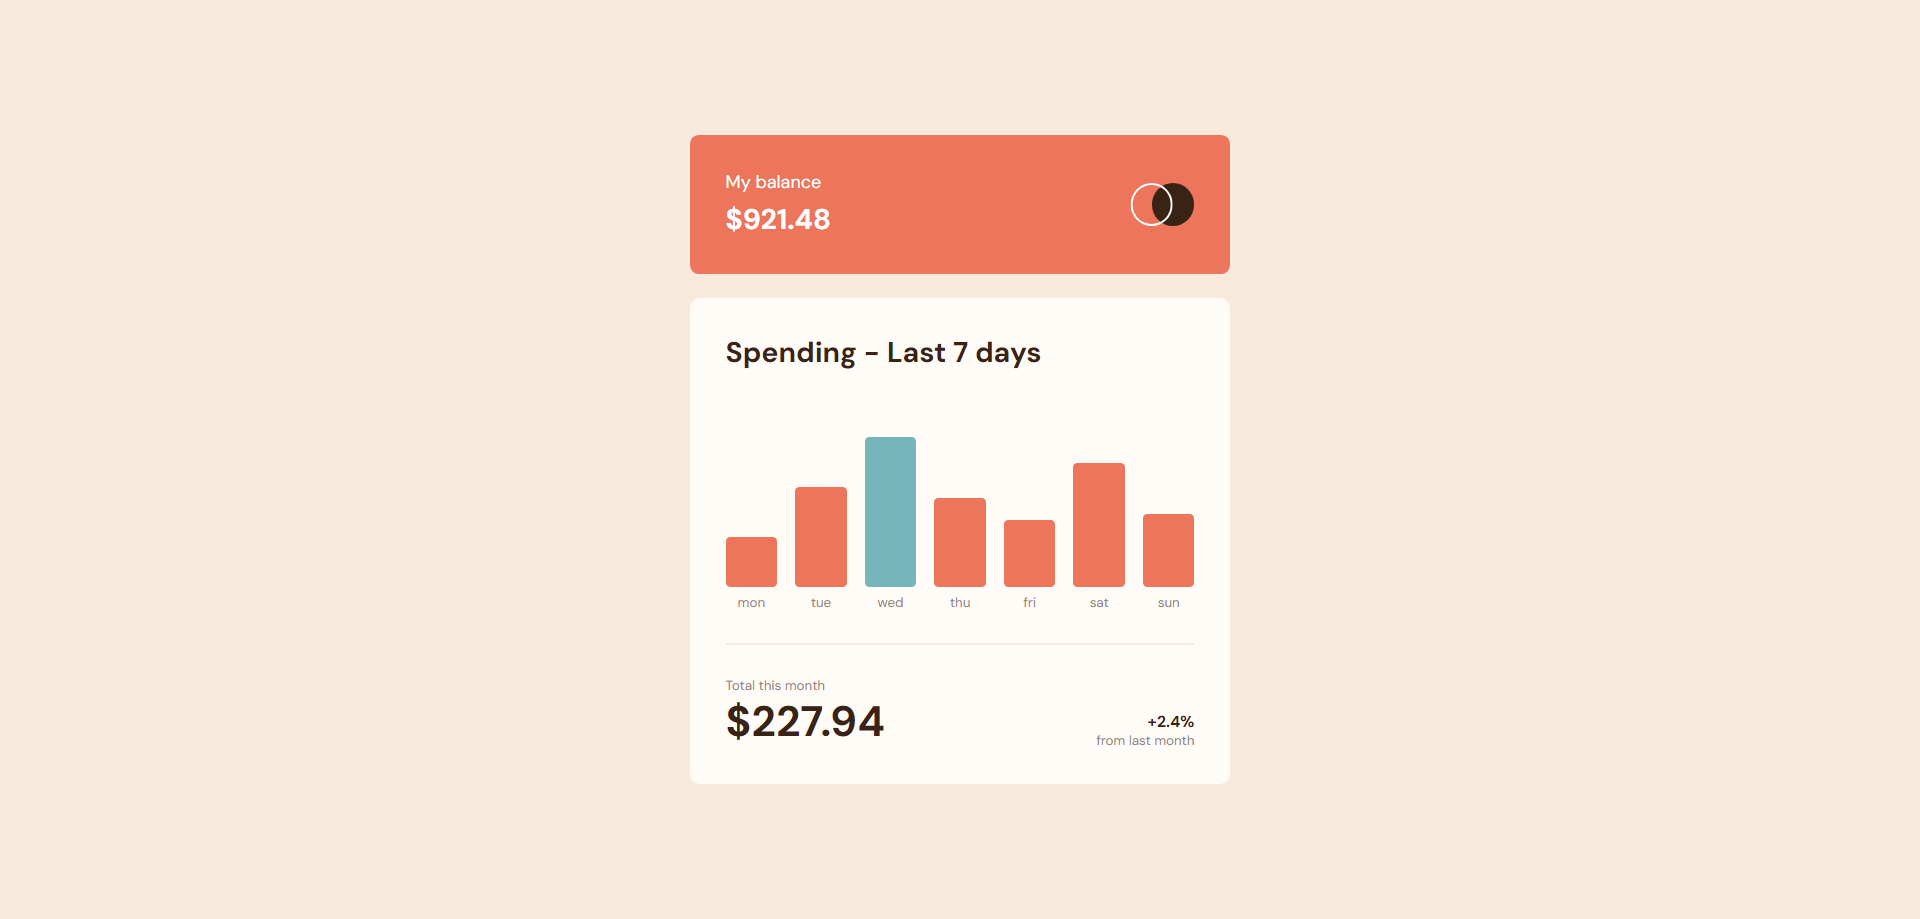 My balance
$921.48
Spending - Last 7 days
mon tue wed thu fri sat sun
Total this month
$227.94
+2.4%
from last month